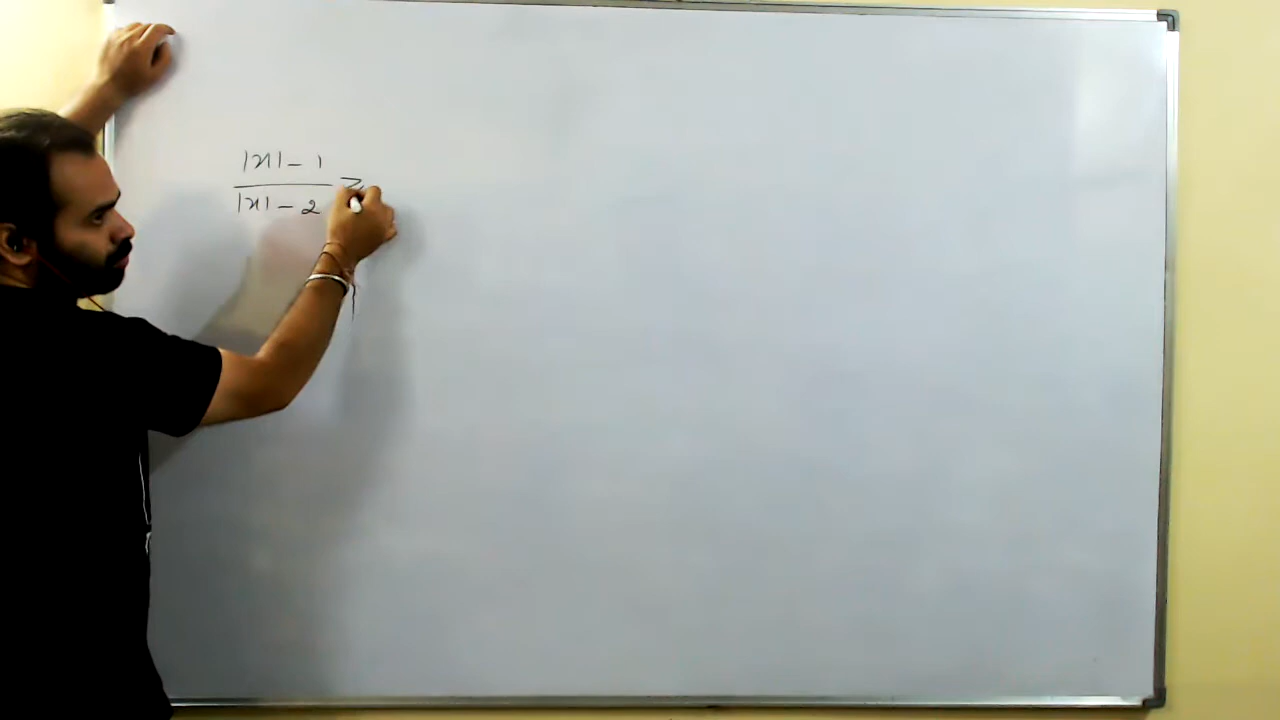 |x| - 1
|x| - 2 ≥